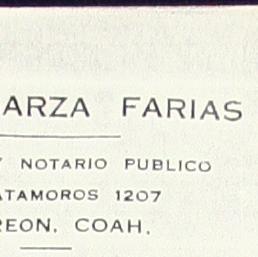 ARZA FARIAS
Y NOTARIO PUBLICO
ATAMOROS 1207
REON, COAH.